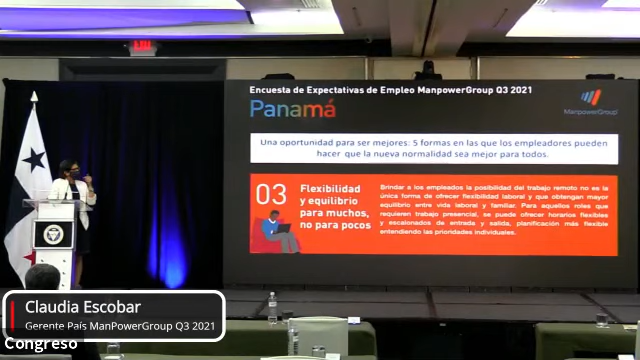 Encuesta de Expectativas de Empleo ManpowerGroup Q3 2021
Panamá
ManpowerGroup
Una oportunidad para ser mejores: 5 formas en las que los empleadores pueden
hacer que la nueva normalidad sea mejor para todos.
03
Flexibilidad
y equilibrio
para muchos,
no para pocos
Brindar a los empleados la posibilidad del trabajo remoto no es la
única forma de ofrecer flexibilidad laboral y que obtengan mayor
equilibrio entre vida laboral y familiar. Para aquellos roles que
requieren trabajo presencial, se puede ofrecer horarios flexibles
y escalonados de entrada y salida, planificación más flexible
entendiendo las prioridades individuales.
Claudia Escobar
Gerente País ManPowerGroup Q3 2021
Congreso